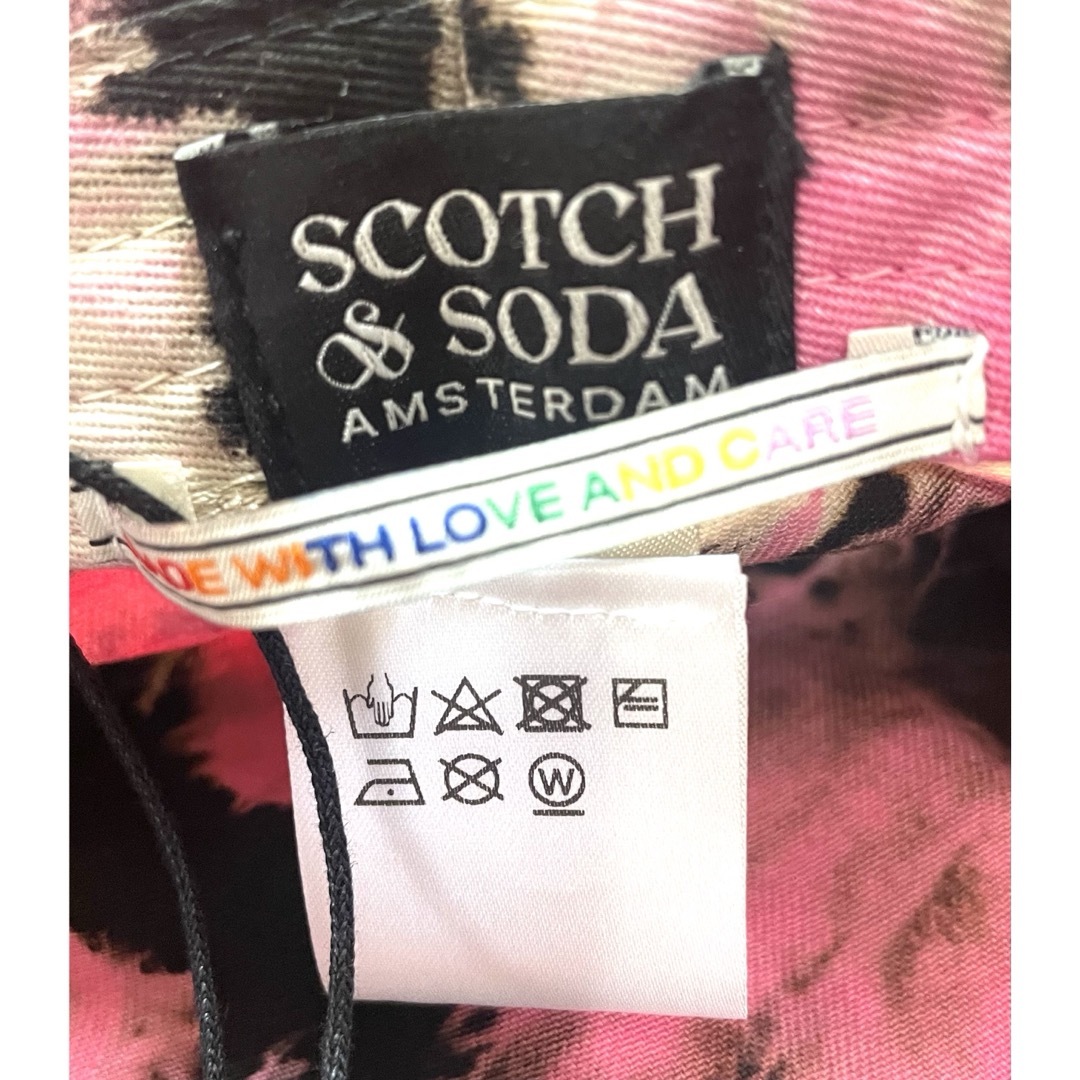 SCOTCH
& SODA
AMSTERDAM
WITH LOVE AND CARE
W